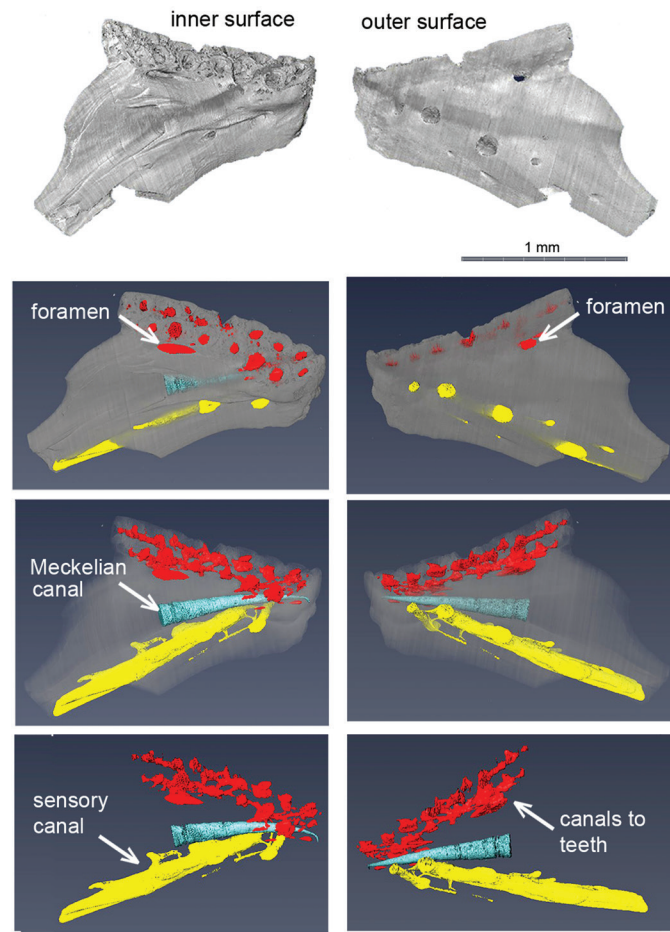 inner surface
outer surface
1 mm
foramen
foramen
Meckelian
canal
sensory
canal
canals to
teeth